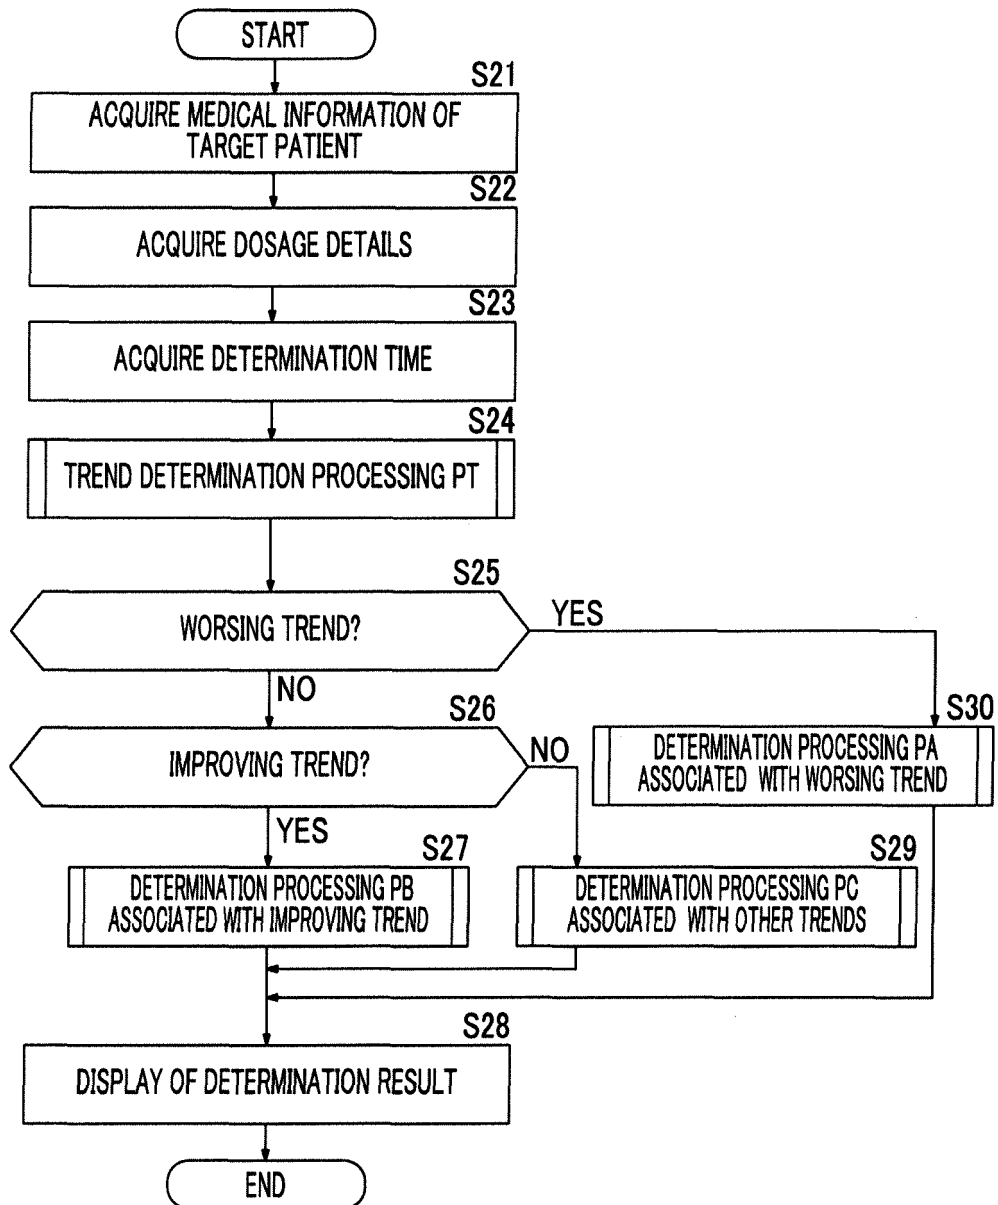 START
S21
ACQUIRE MEDICAL INFORMATION OF
TARGET PATIENT
S22
ACQUIRE DOSAGE DETAILS
S23
ACQUIRE DETERMINATION TIME
S24
TREND DETERMINATION PROCESSING PT
S25
WORSING TREND?
YES
NO
S26
IMPROVING TREND?
NO
S30
DETERMINATION PROCESSING PA
ASSOCIATED WITH WORSING TREND
YES
S27
DETERMINATION PROCESSING PB
ASSOCIATED WITH IMPROVING TREND
S29
DETERMINATION PROCESSING PC
ASSOCIATED WITH OTHER TRENDS
S28
DISPLAY OF DETERMINATION RESULT
END